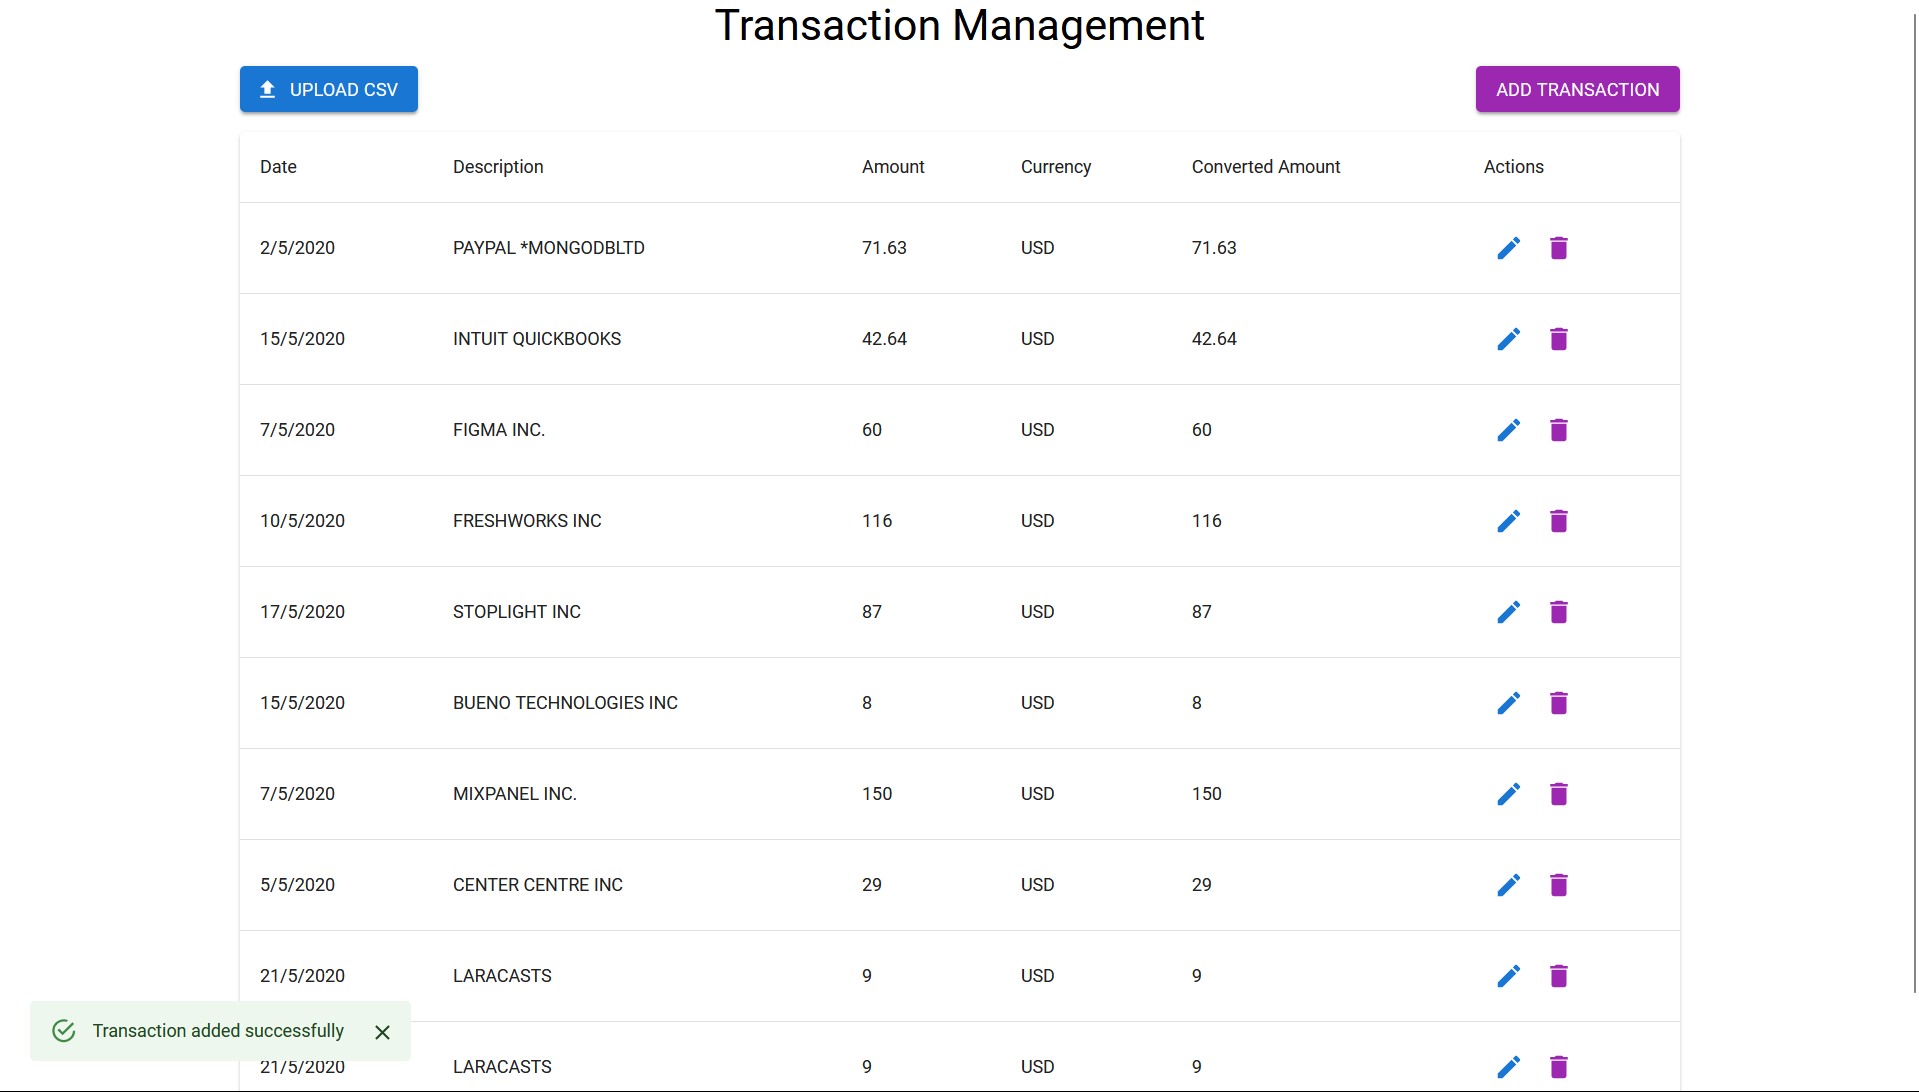 Transaction Management
UPLOAD CSV
ADD TRANSACTION
Date Description Amount Currency Converted Amount Actions
2/5/2020 PAYPAL *MONGODBLTD 71.63 USD 71.63
15/5/2020 INTUIT QUICKBOOKS 42.64 USD 42.64
7/5/2020 FIGMA INC. 60 USD 60
10/5/2020 FRESHWORKS INC 116 USD 116
17/5/2020 STOPLIGHT INC 87 USD 87
15/5/2020 BUENO TECHNOLOGIES INC 8 USD 8
7/5/2020 MIXPANEL INC. 150 USD 150
5/5/2020 CENTER CENTRE INC 29 USD 29
21/5/2020 LARACASTS 9 USD 9
Transaction added successfully
21/5/2020 LARACASTS 9 USD 9